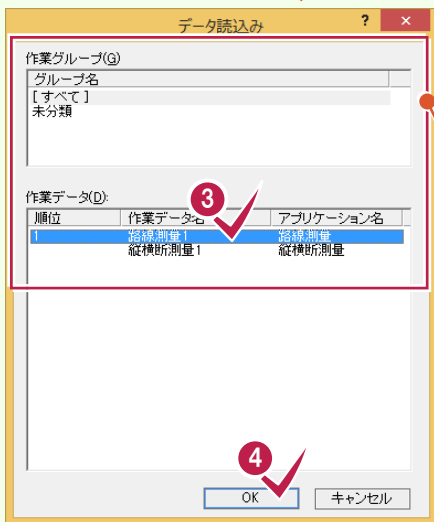 データ読込み ? ×
作業グループ(G)
グループ名
[すべて]
未分類
作業データ(D):
順位 作業データ名 アプリケーション名
1 路線測量1 路線測量
縦横断測量1 縦横断測量
3
4
OK キャンセル